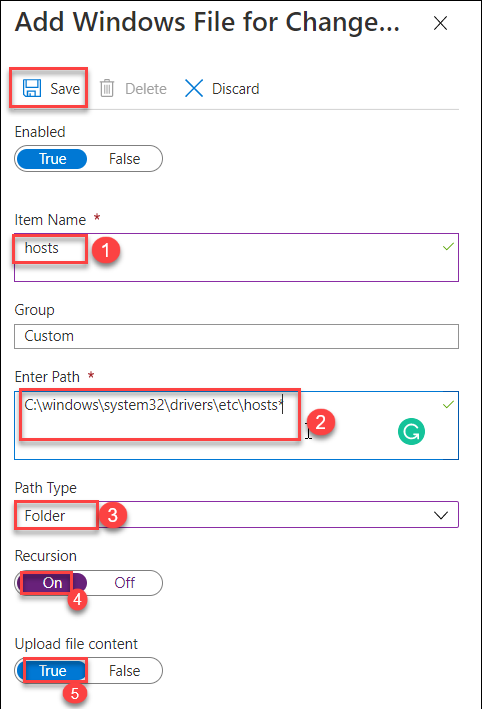 Add Windows File for Change...
Save
Delete
Discard
Enabled
True
False
Item Name *
hosts
1
Group
Custom
Enter Path *
C:\windows\system32\drivers\etc\hosts*
2
Path Type
Folder
3
Recursion
On
Off
4
Upload file content
True
False
5